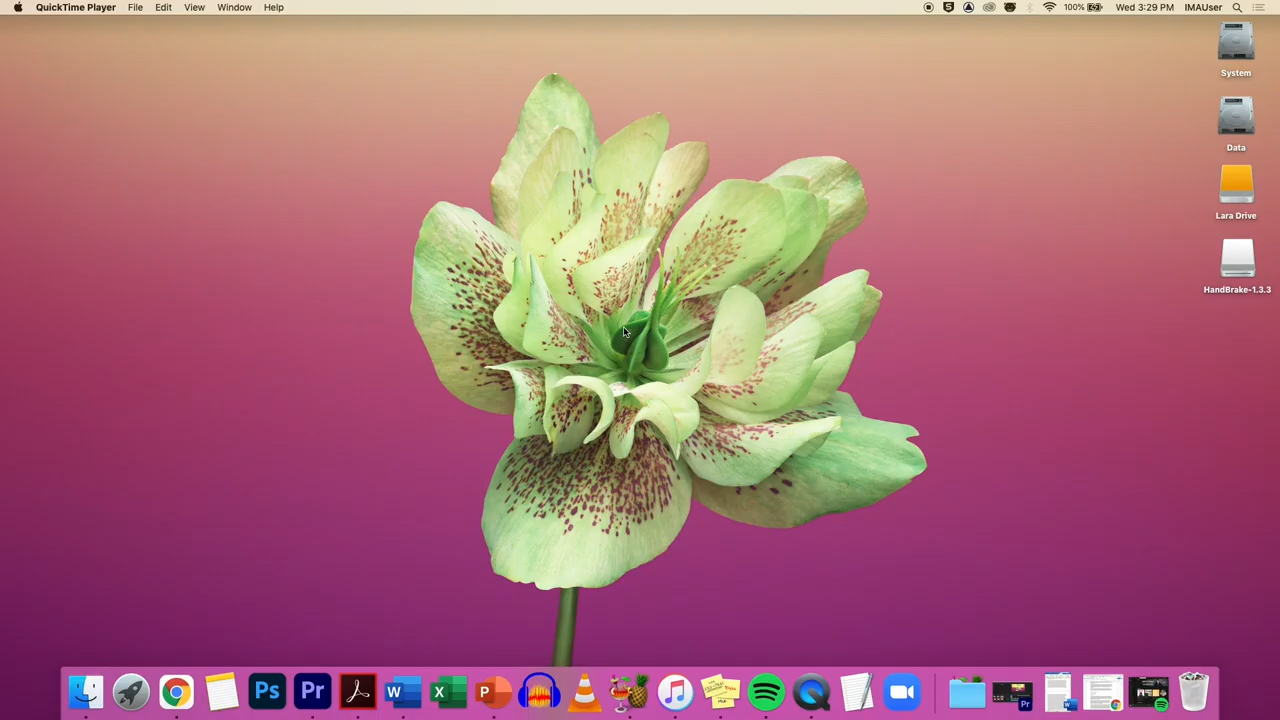 QuickTime Player File Edit View Window Help 100% Wed 3:29 PM IMAUser
System
Data
Lara Drive
HandBrake-1.3.3
Ps Pr W X P
Pr